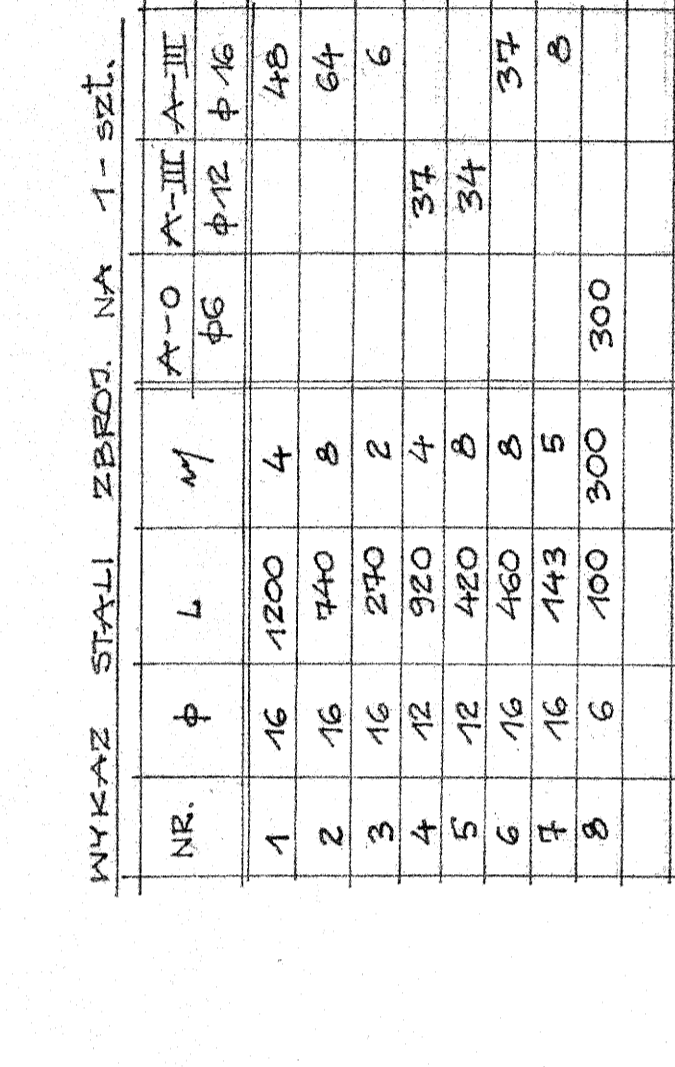 WYKAZ STALI ZBROJ. NA 1-szt.
NR. φ L n A-0 φ6 A-III φ12 A-III φ16
1 16 1200 4 48
2 16 740 8 64
3 16 270 2 6
4 12 920 4 37
5 12 420 8 34
6 16 460 8 37
7 16 143 5 8
8 6 100 300 300